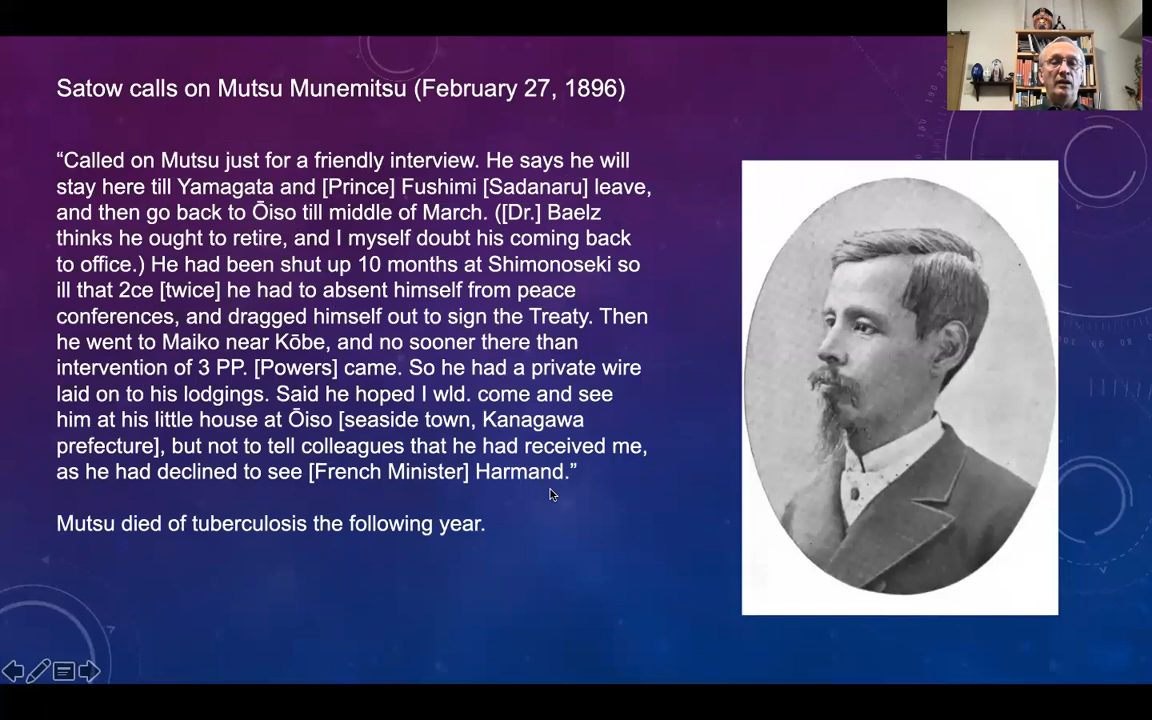 Satow calls on Mutsu Munemitsu (February 27, 1896)
“Called on Mutsu just for a friendly interview. He says he will
stay here till Yamagata and [Prince] Fushimi [Sadanaru] leave,
and then go back to Ōiso till middle of March. ([Dr.] Baelz
thinks he ought to retire, and I myself doubt his coming back
to office.) He had been shut up 10 months at Shimonoseki so
ill that 2ce [twice] he had to absent himself from peace
conferences, and dragged himself out to sign the Treaty. Then
he went to Maiko near Kōbe, and no sooner there than
intervention of 3 PP. [Powers] came. So he had a private wire
laid on to his lodgings. Said he hoped I wld. come and see
him at his little house at Ōiso [seaside town, Kanagawa
prefecture], but not to tell colleagues that he had received me,
as he had declined to see [French Minister] Harmand.”
Mutsu died of tuberculosis the following year.